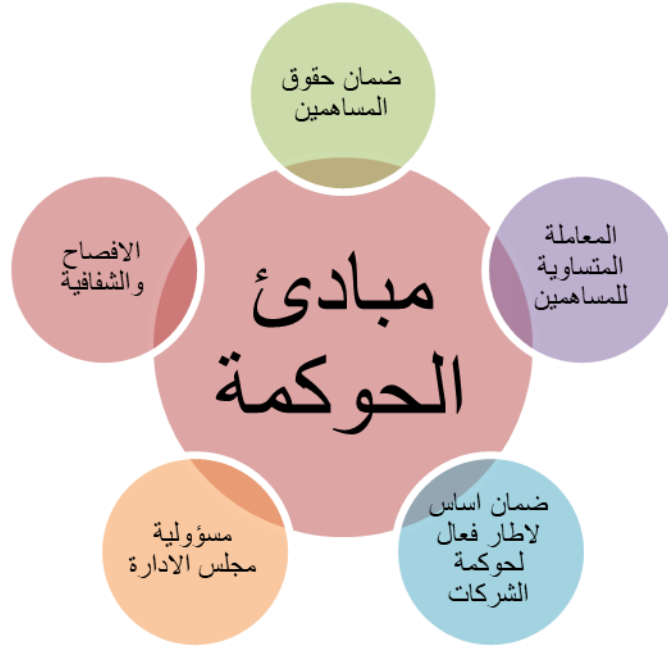 ضمان حقوق
المساهمين
المعاملة
المتساوية
للمساهمين
ضمان اساس
لاطار فعال
لحوكمة
الشركات
مسؤولية
مجلس الادارة
الافصاح
والشفافية
مبادئ
الحوكمة